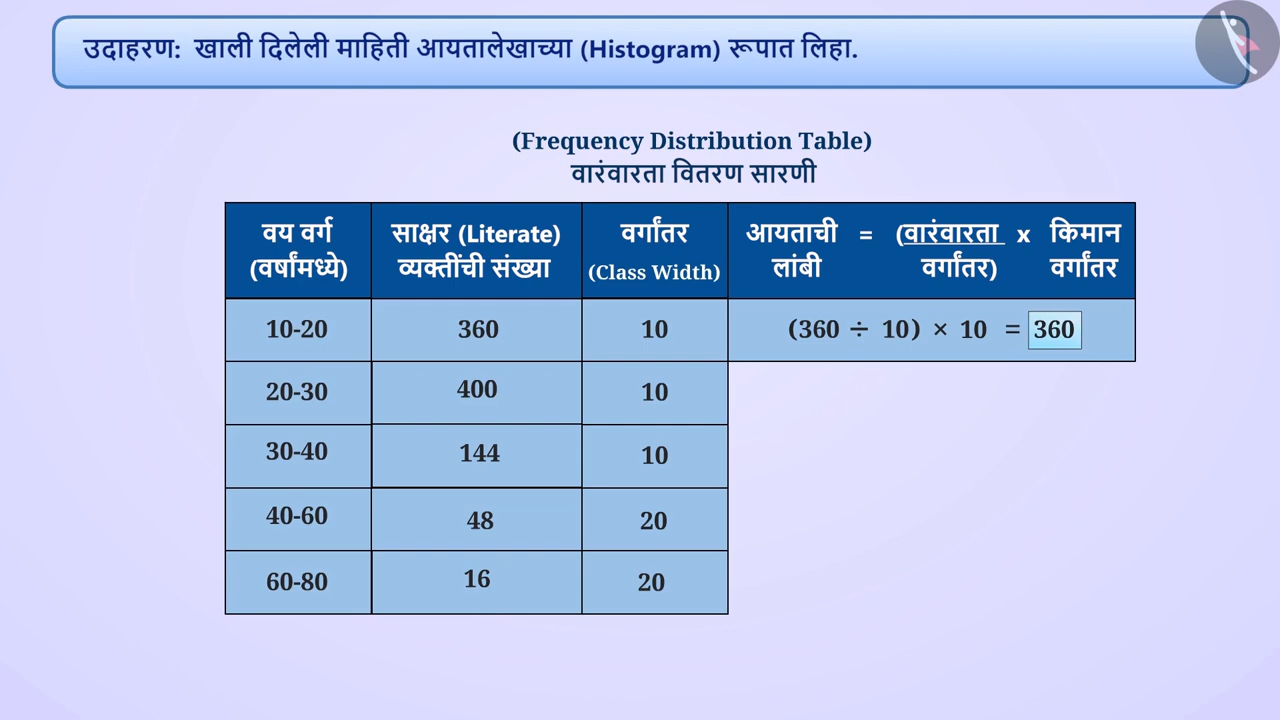 उदाहरण: खाली दिलेली माहिती आयतालेखाच्या (Histogram) रूपात लिहा.
(Frequency Distribution Table)
वारंवारता वितरण सारणी
वय वर्ग साक्षर (Literate) वर्गांतर आयताची = (वारंवारता x किमान
(वर्षांमध्ये) व्यक्तींची संख्या (Class Width) लांबी वर्गांतर) वर्गांतर
10-20 360 10 (360 ÷ 10) × 10 = 360
20-30 400 10
30-40 144 10
40-60 48 20
60-80 16 20